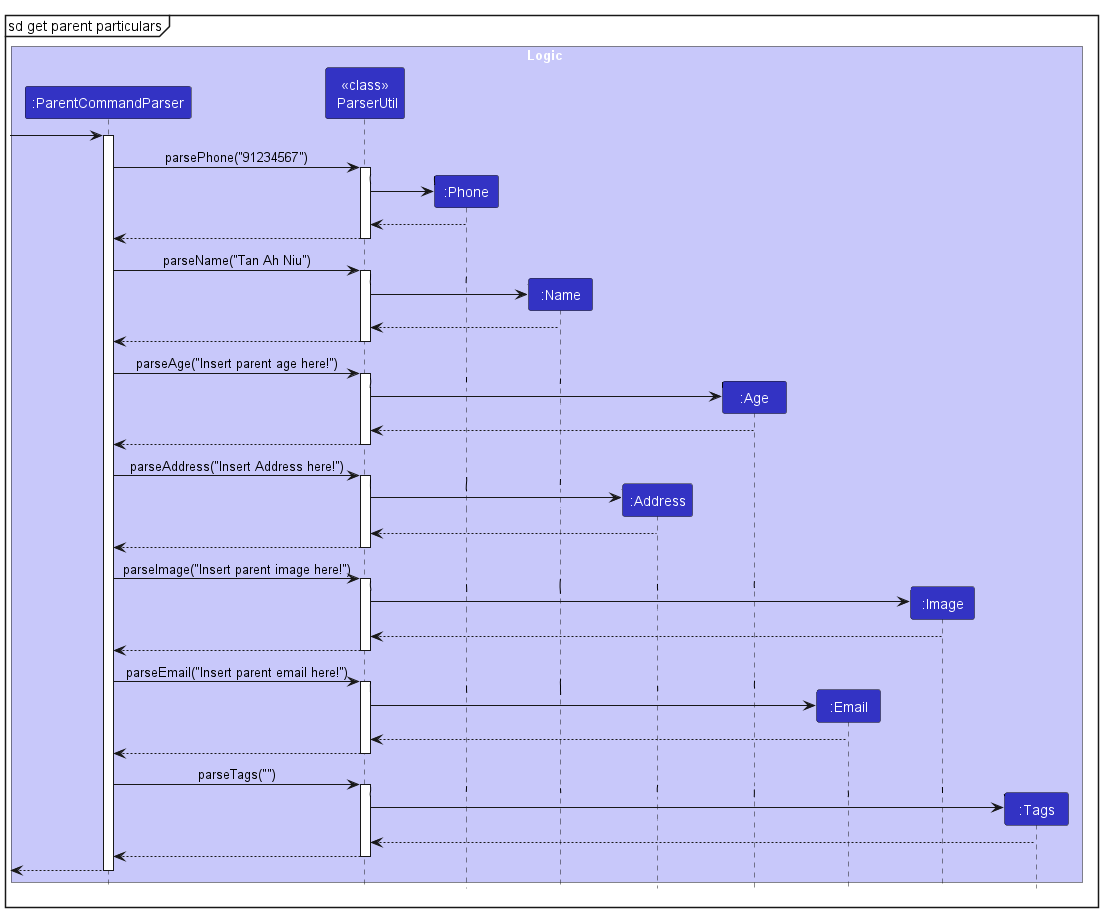 sd get parent particulars
Logic
:ParentCommandParser
«class»
ParserUtil
parsePhone("91234567")
:Phone
parseName("Tan Ah Niu")
:Name
parseAge("Insert parent age here!")
:Age
parseAddress("Insert Address here!")
:Address
parseImage("Insert parent image here!")
:Image
parseEmail("Insert parent email here!")
:Email
parseTags("")
:Tags